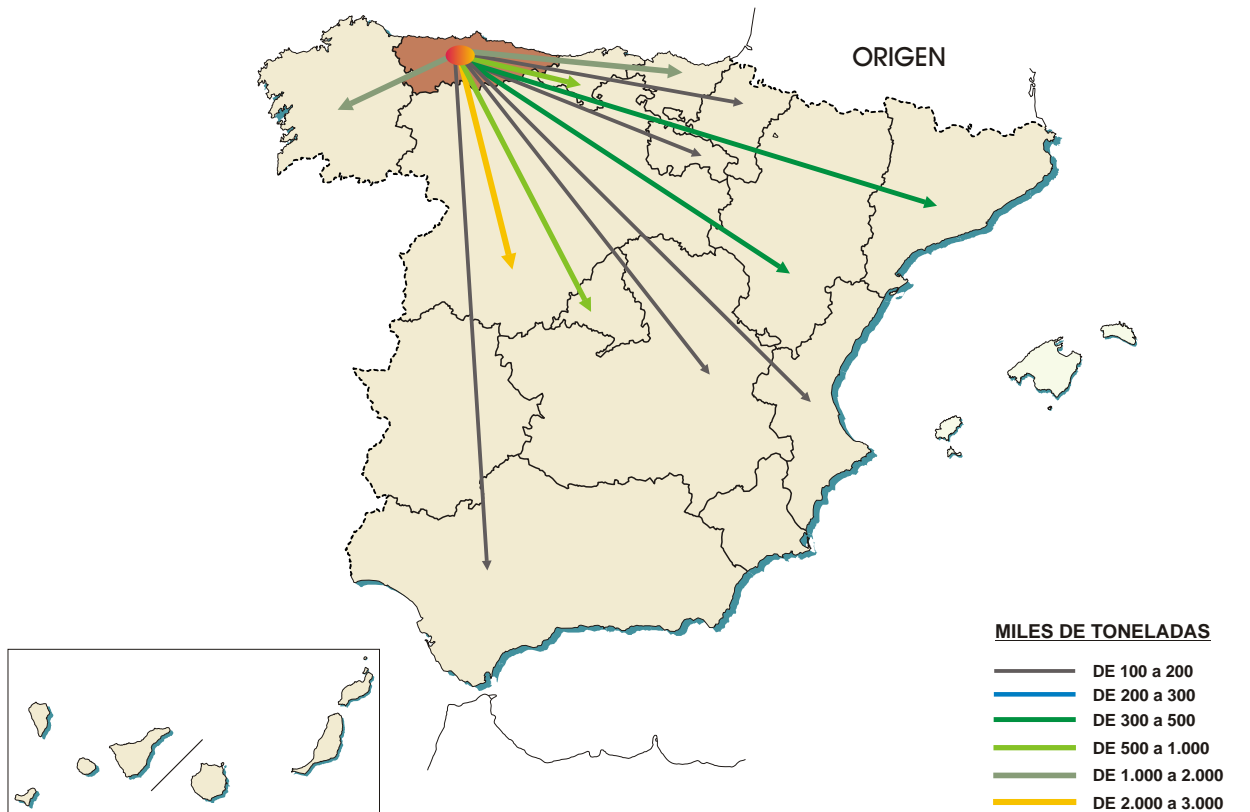 ORIGEN
MILES DE TONELADAS
DE 100 a 200
DE 200 a 300
DE 300 a 500
DE 500 a 1.000
DE 1.000 a 2.000
DE 2.000 a 3.000